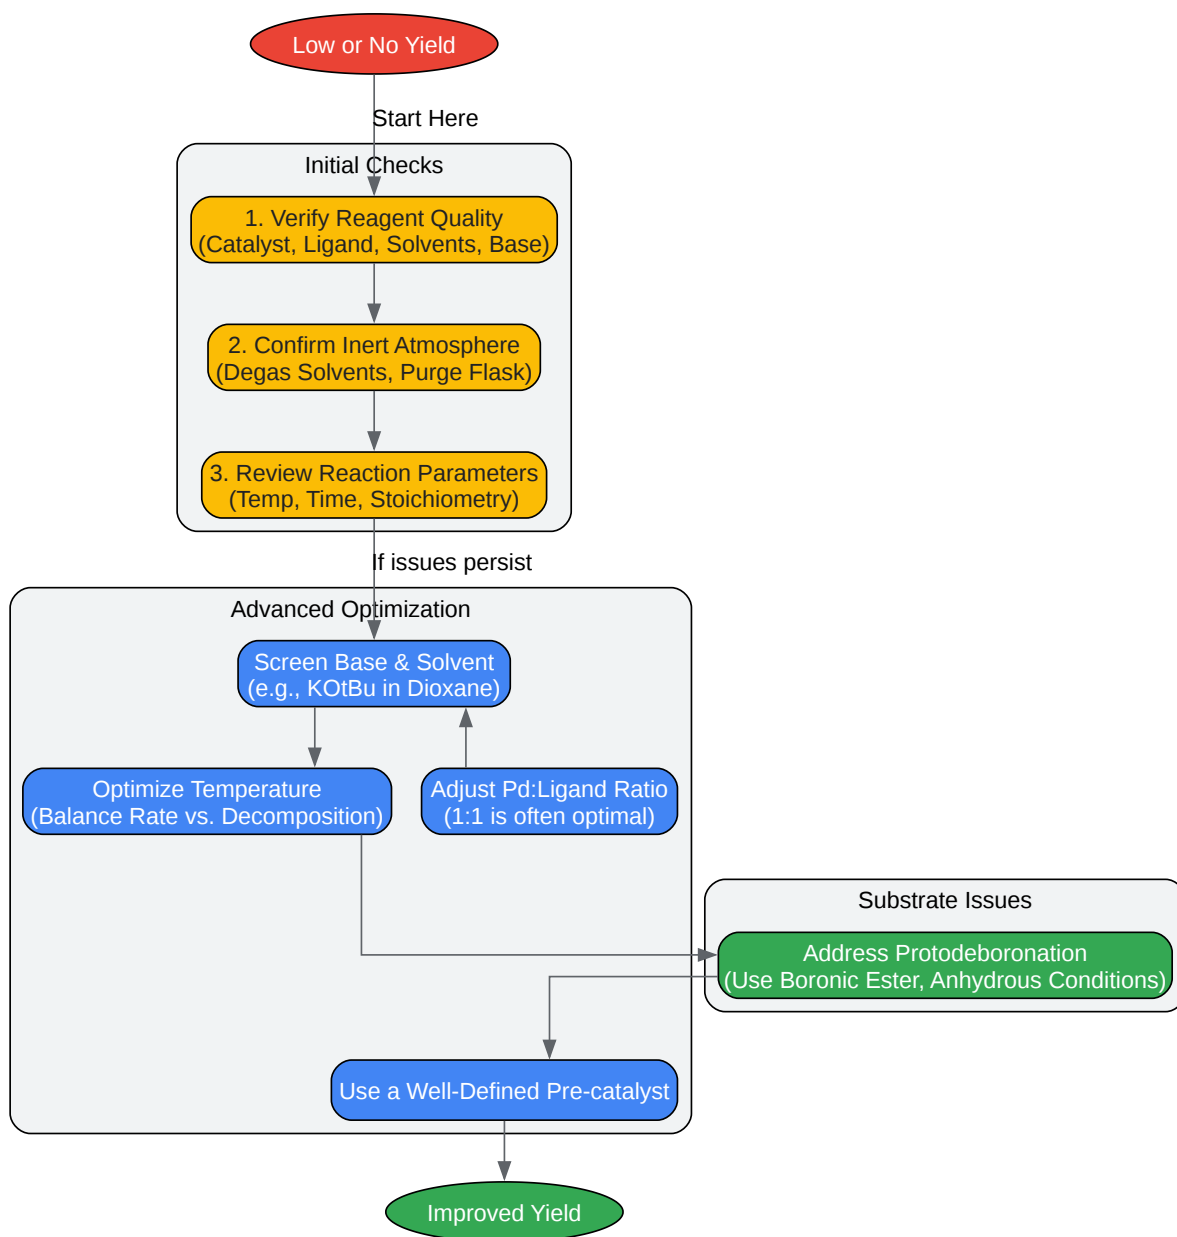 Low or No Yield
Start Here
Initial Checks
1. Verify Reagent Quality
(Catalyst, Ligand, Solvents, Base)
2. Confirm Inert Atmosphere
(Degas Solvents, Purge Flask)
3. Review Reaction Parameters
(Temp, Time, Stoichiometry)
If issues persist
Advanced Optimization
Screen Base & Solvent
(e.g., KOtBu in Dioxane)
Optimize Temperature
(Balance Rate vs. Decomposition)
Adjust Pd:Ligand Ratio
(1:1 is often optimal)
Substrate Issues
Address Protodeboronation
(Use Boronic Ester, Anhydrous Conditions)
Use a Well-Defined Pre-catalyst
Improved Yield